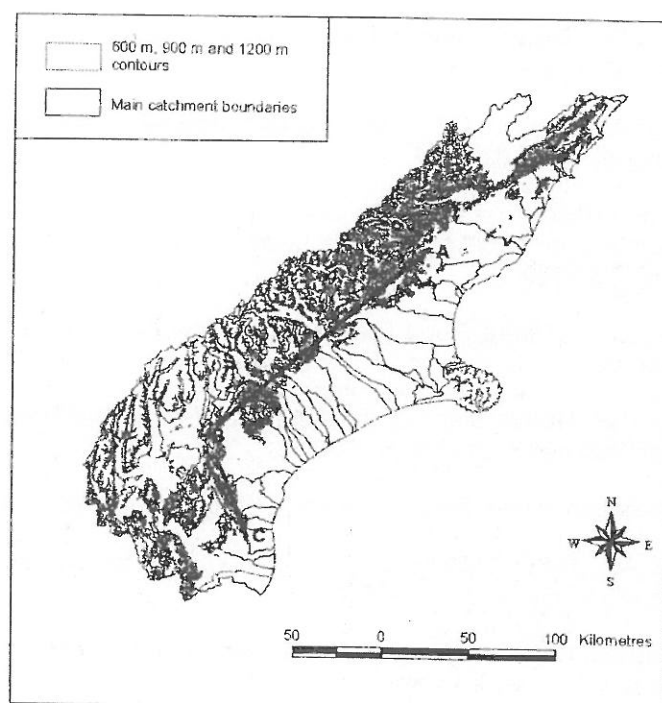 600 m, 900 m and 1200 m
contours
Main catchment boundaries
A
B
C
N
W E
S
50 0 50 100 Kilometres